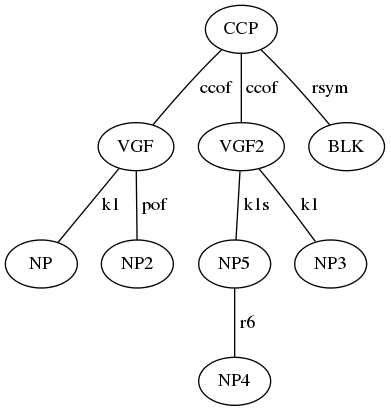 CCP
ccof ccof rsym
VGF VGF2 BLK
k1 pof k1s k1
NP NP2 NP5 NP3
r6
NP4